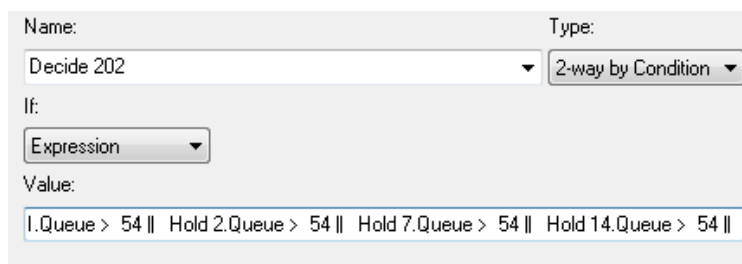 Name: Type:
Decide 202 2-way by Condition
If:
Expression
Value:
.Queue > 54 || Hold 2.Queue > 54 || Hold 7.Queue > 54 || Hold 14.Queue > 54 ||